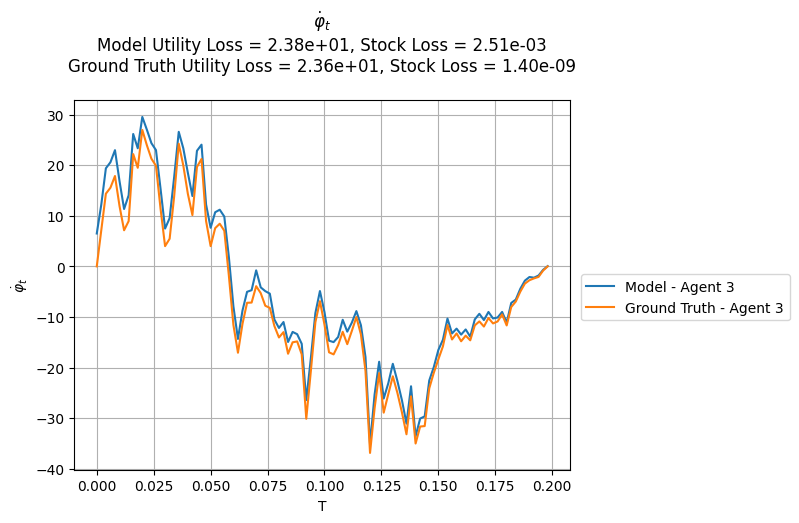 φ̇ₜ
Model Utility Loss = 2.38e+01, Stock Loss = 2.51e-03
Ground Truth Utility Loss = 2.36e+01, Stock Loss = 1.40e-09
30
20
10
0
−10
−20
−30
−40
φ̇ₜ
0.000 0.025 0.050 0.075 0.100 0.125 0.150 0.175 0.200
T
Model - Agent 3
Ground Truth - Agent 3